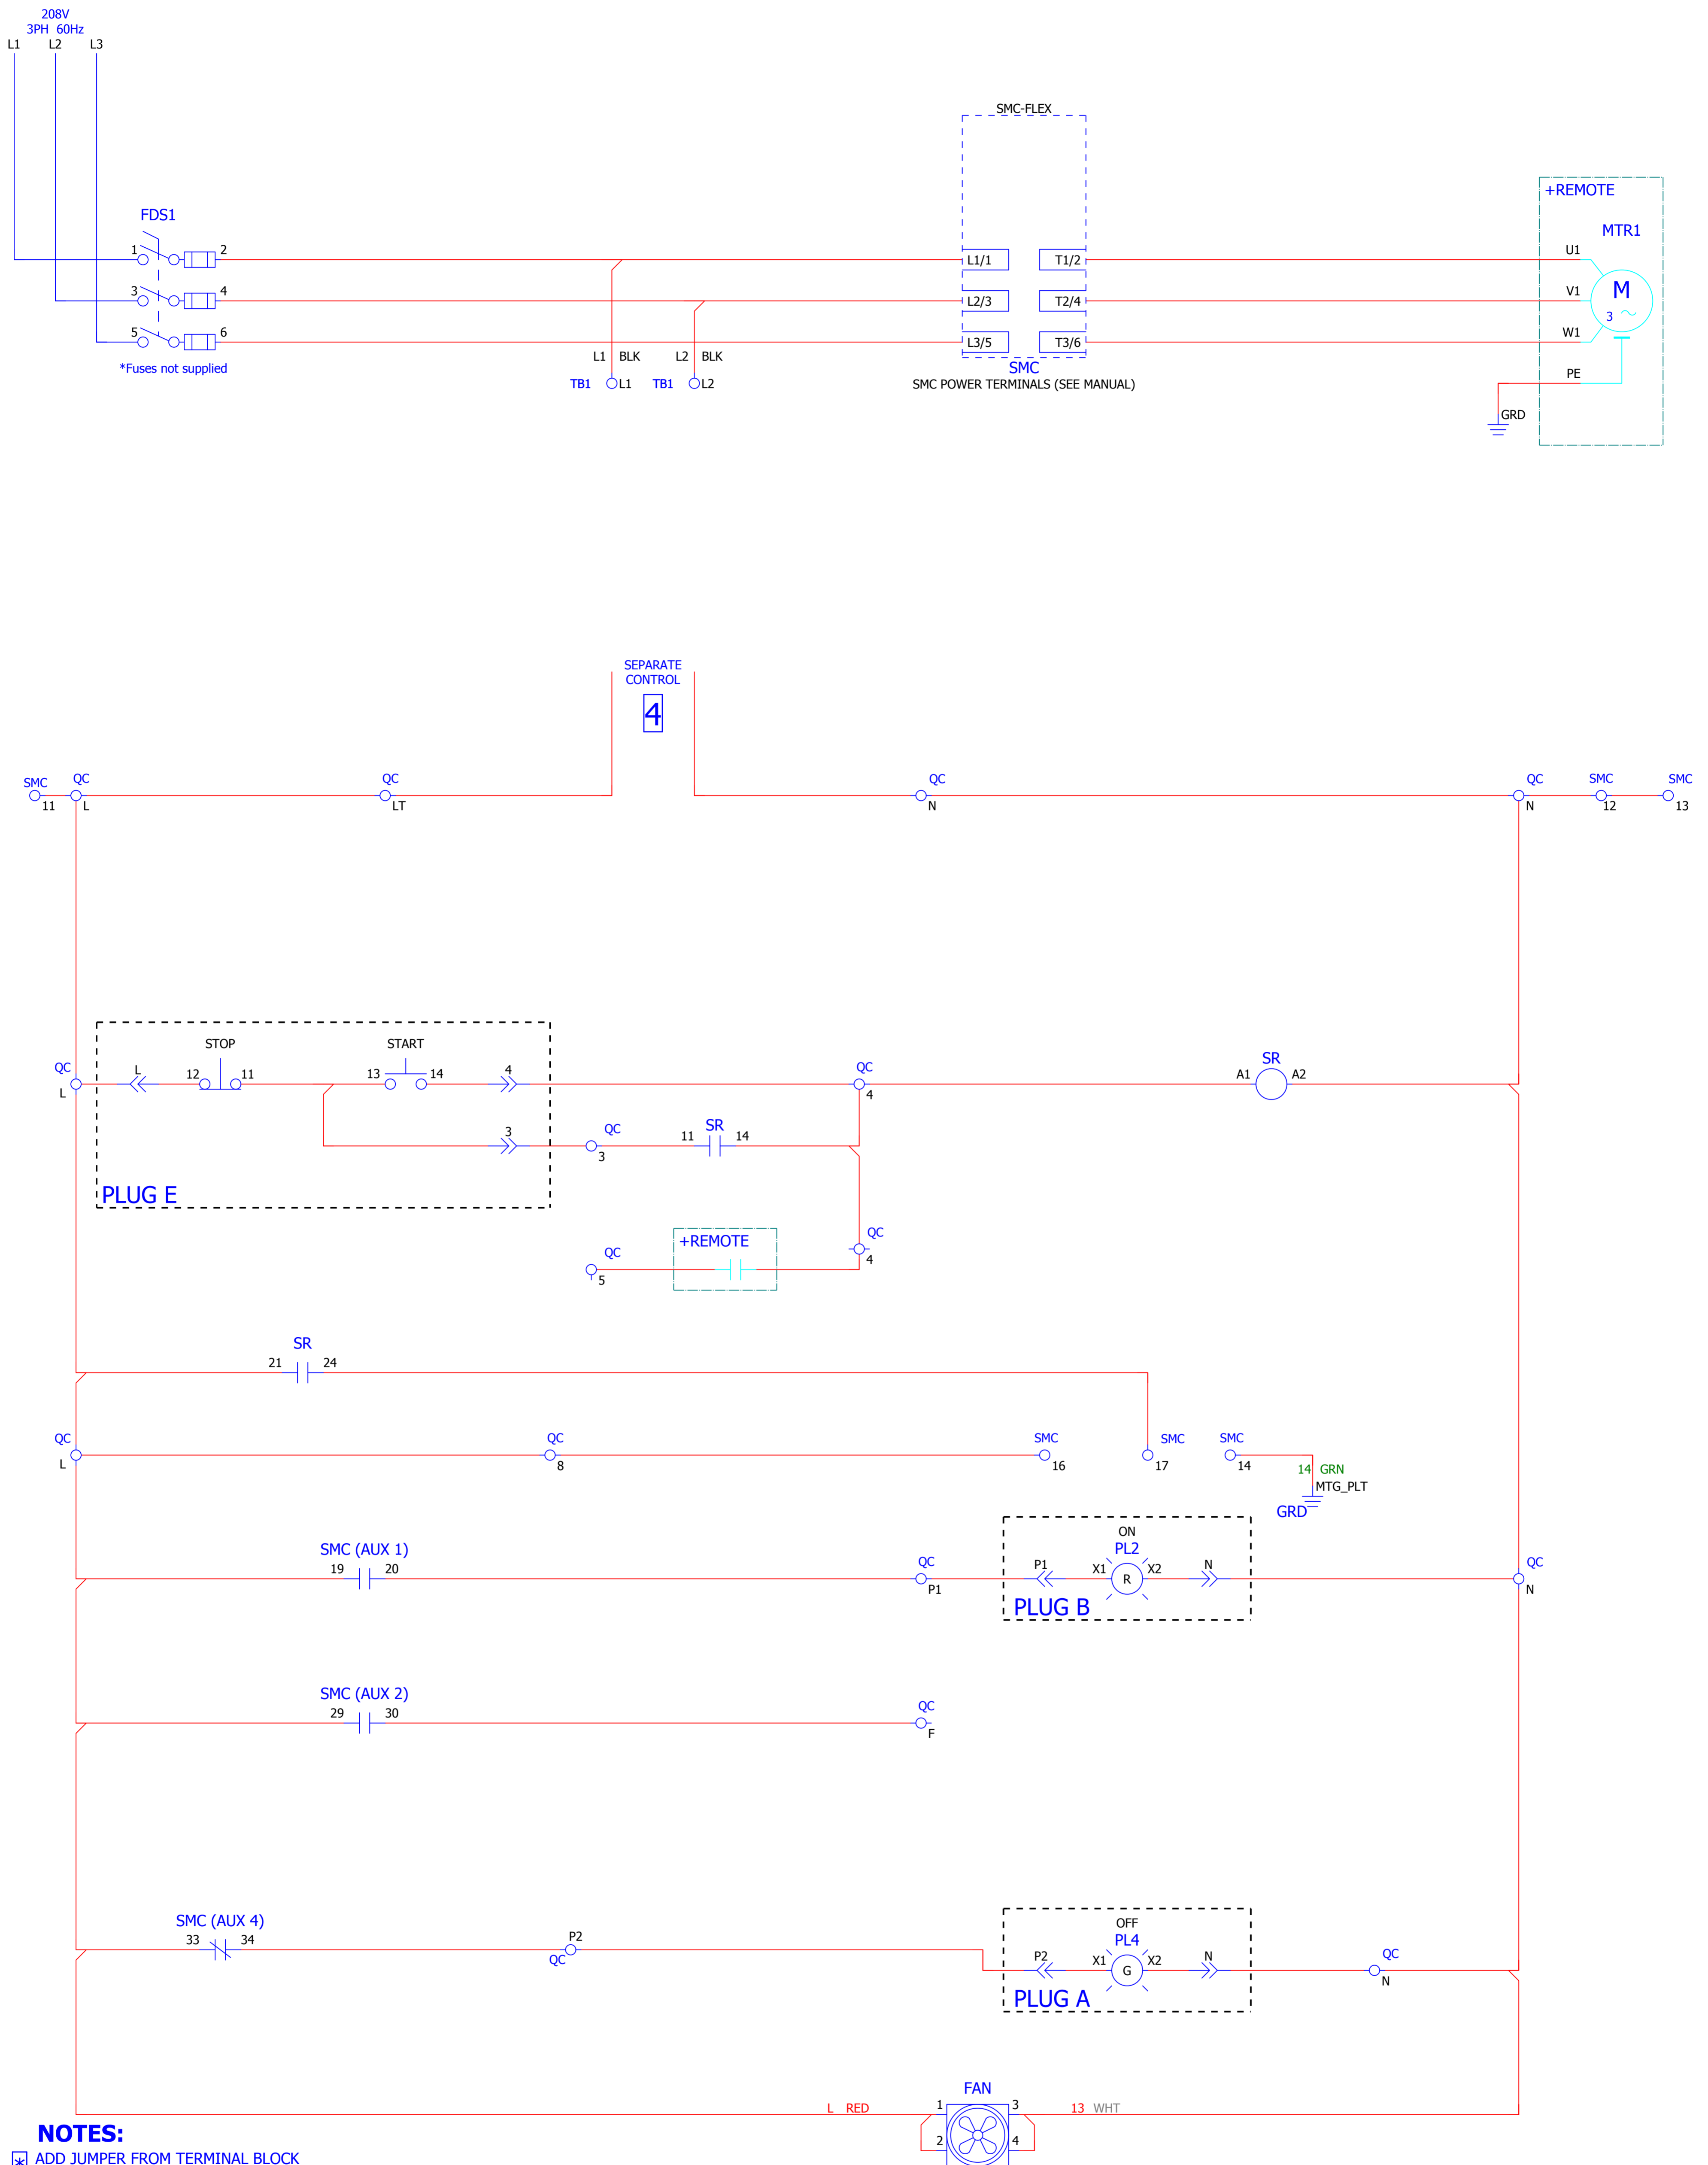 208V
3PH 60Hz
L1 L2 L3
SMC-FLEX
+REMOTE
FDS1
MTR1
1 2 L1/1 T1/2 U1
3 4 L2/3 T2/4 V1 M
3
5 6 L3/5 T3/6 W1
*Fuses not supplied
L1 BLK L2 BLK
SMC
TB1 L1 TB1 L2
SMC POWER TERMINALS (SEE MANUAL)
PE
GRD
SEPARATE
CONTROL
4
SMC QC QC QC QC SMC SMC
11 L LT N N 12 13
STOP START
QC L 12 11 13 14 4 QC SR
L 4 A1 A2
3 QC 11 SR 14
3
PLUG E
+REMOTE QC
QC 4
5
SR
21 24
QC QC SMC SMC SMC
L 8 16 17 14
14 GRN
MTG_PLT
GRD
SMC (AUX 1)
19 20
QC
P1
ON
PL2
P1 X1 R X2 N
PLUG B
QC
N
SMC (AUX 2)
29 30
QC
F
SMC (AUX 4)
33 34
P2
QC
OFF
PL4
P2 X1 G X2 N
PLUG A
QC
N
FAN
L RED 1 3 13 WHT
2 4
NOTES:
* ADD JUMPER FROM TERMINAL BLOCK